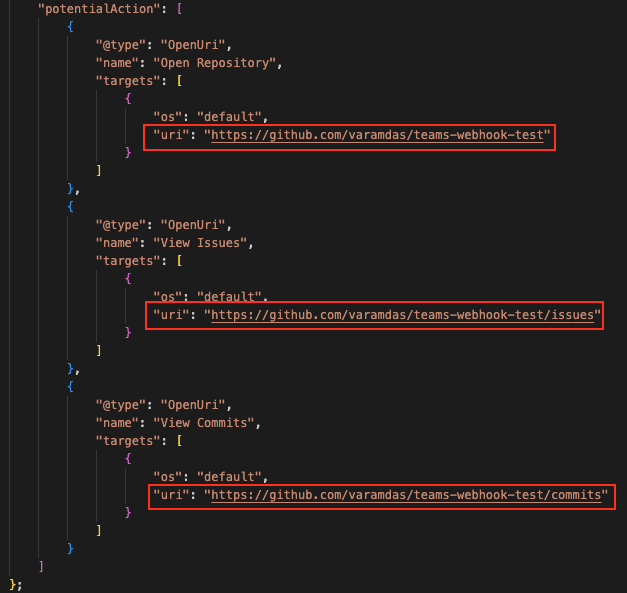 "potentialAction": [
{
"@type": "OpenUri",
"name": "Open Repository",
"targets": [
{
"os": "default",
"uri": "https://github.com/varamdas/teams-webhook-test"
}
]
},
{
"@type": "OpenUri",
"name": "View Issues",
"targets": [
{
"os": "default",
"uri": "https://github.com/varamdas/teams-webhook-test/issues"
}
]
},
{
"@type": "OpenUri",
"name": "View Commits",
"targets": [
{
"os": "default",
"uri": "https://github.com/varamdas/teams-webhook-test/commits"
}
]
}
]
};